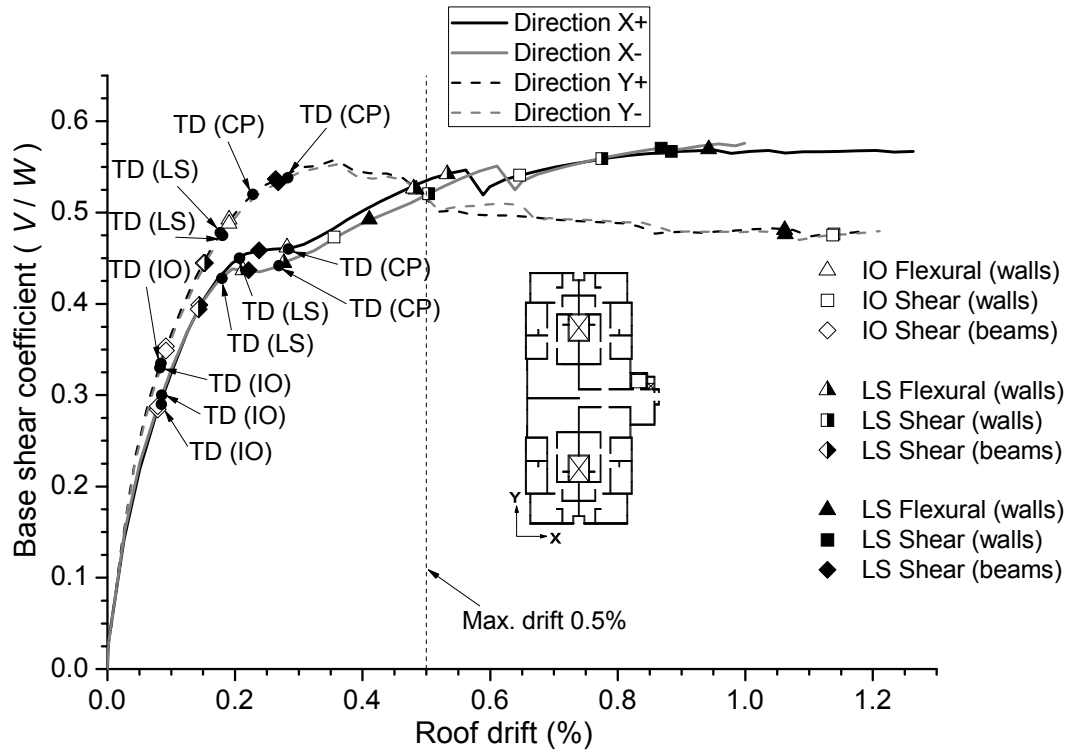 Direction X+
Direction X-
Direction Y+
Direction Y-
Base shear coefficient ( V / W )
0.6
0.5
0.4
0.3
0.2
0.1
0.0
TD (CP)
TD (CP)
TD (LS)
TD (LS)
TD (IO)
TD (CP)
TD (LS)
TD (CP)
TD (LS)
TD (IO)
TD (IO)
TD (IO)
Y
X
Max. drift 0.5%
IO Flexural (walls)
IO Shear (walls)
IO Shear (beams)
LS Flexural (walls)
LS Shear (walls)
LS Shear (beams)
LS Flexural (walls)
LS Shear (walls)
LS Shear (beams)
0.0 0.2 0.4 0.6 0.8 1.0 1.2
Roof drift (%)